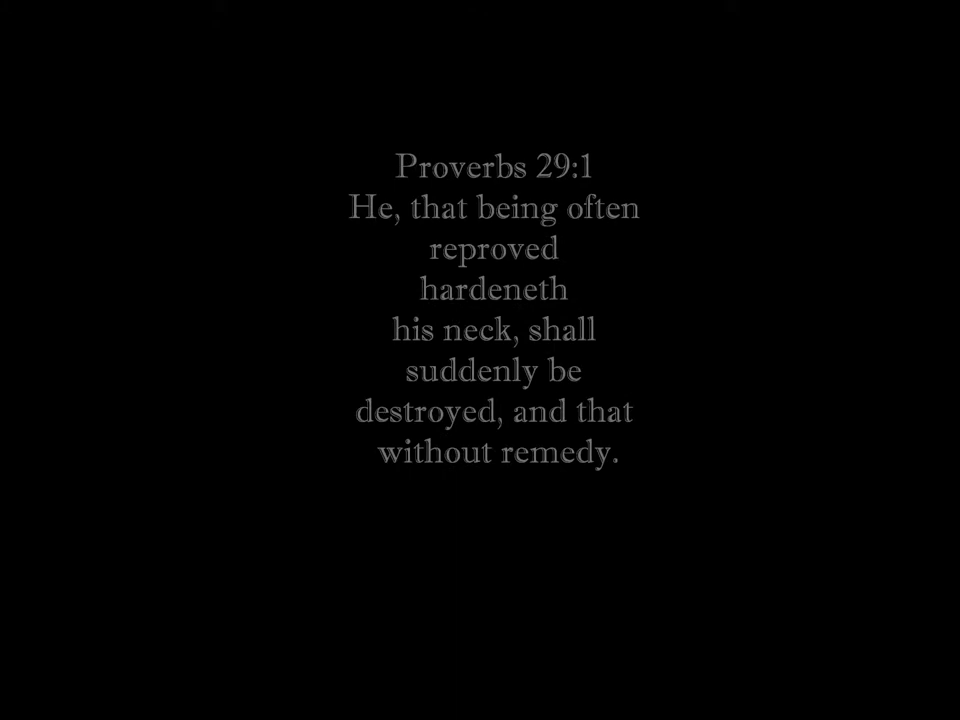 Proverbs 29:1
He, that being often
reproved
hardeneth
his neck, shall
suddenly be
destroyed, and that
without remedy.